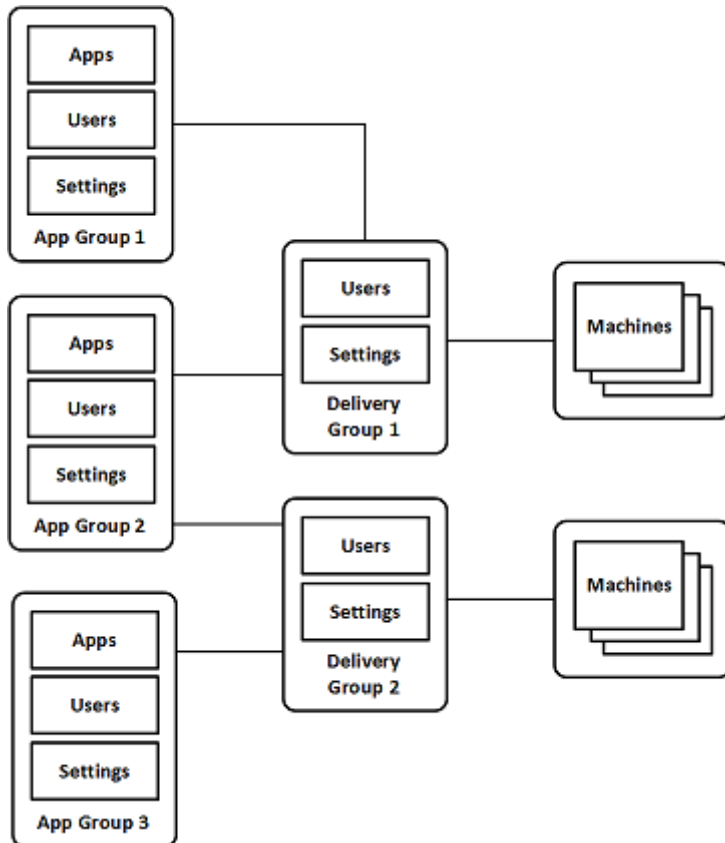 Apps
Users
Settings
App Group 1
Apps
Users
Settings
App Group 2
Apps
Users
Settings
App Group 3
Users
Settings
Delivery
Group 1
Users
Settings
Delivery
Group 2
Machines
Machines